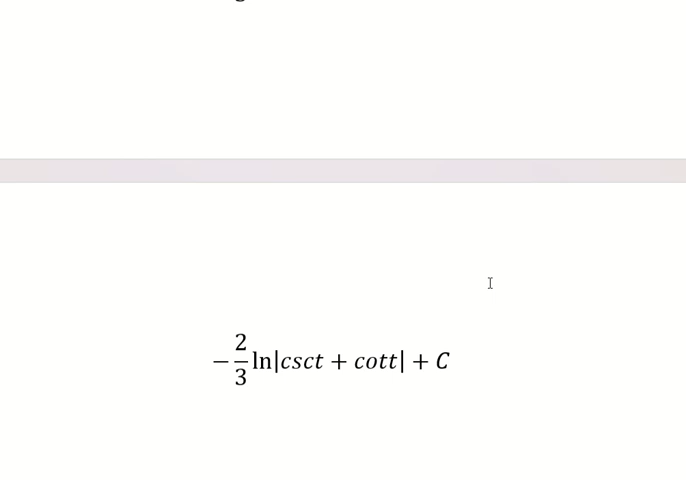 − 2/3 ln|csct + cott| + C